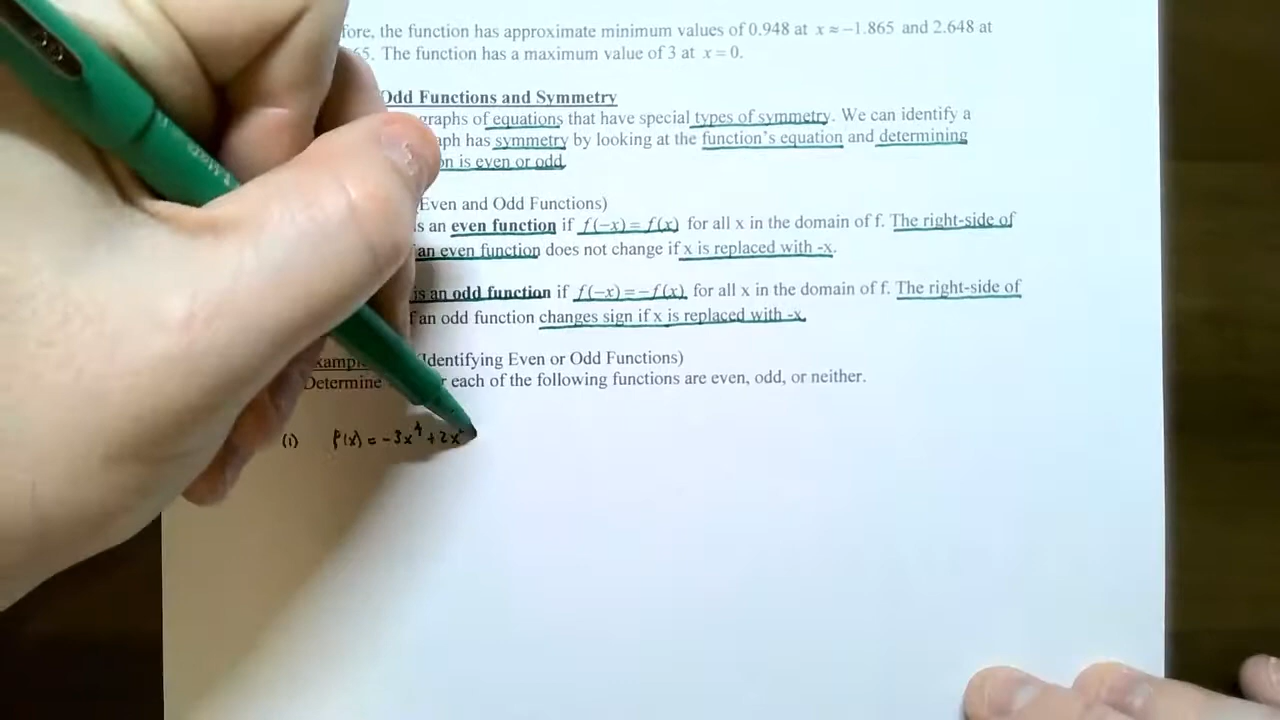 fore, the function has approximate minimum values of 0.948 at x ≈ −1.865 and 2.648 at
65. The function has a maximum value of 3 at x = 0.
Odd Functions and Symmetry
graphs of equations that have special types of symmetry. We can identify a
aph has symmetry by looking at the function's equation and determining
on is even or odd.
(Even and Odd Functions)
is an even function if f(−x) = f(x) for all x in the domain of f. The right-side of
an even function does not change if x is replaced with -x.
is an odd function if f(−x) = −f(x) for all x in the domain of f. The right-side of
f an odd function changes sign if x is replaced with -x.
xampl (Identifying Even or Odd Functions)
Determine r each of the following functions are even, odd, or neither.
(1) f(x) = -3x⁴ + 2x